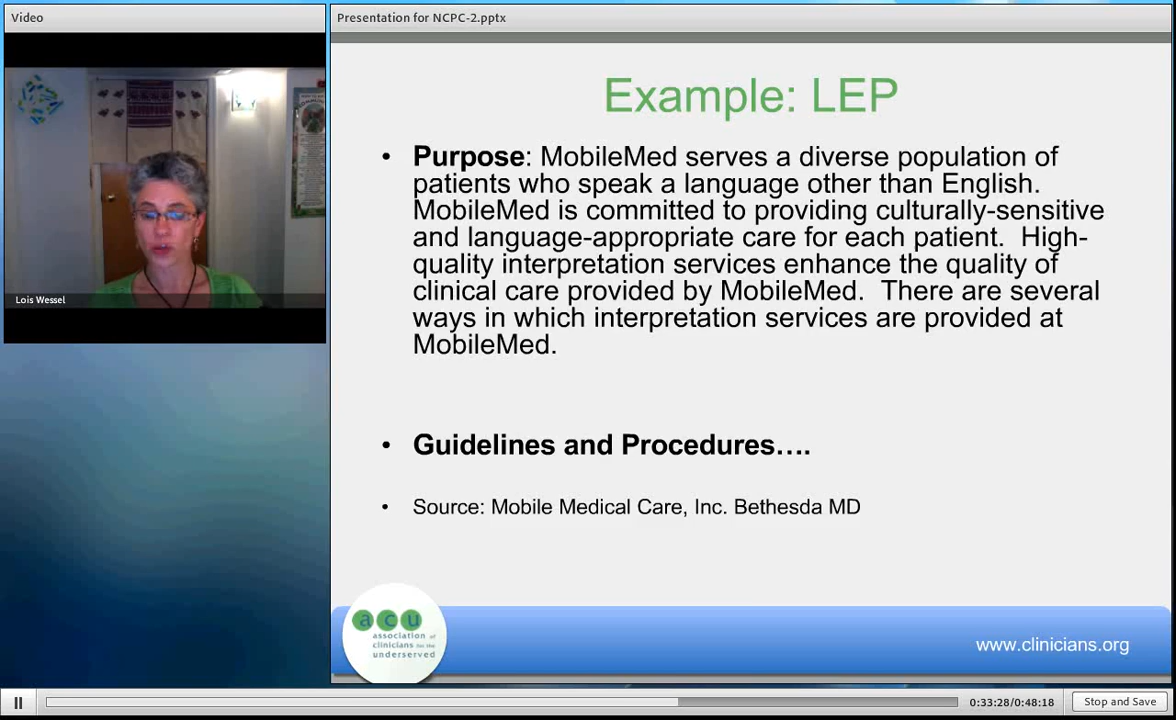 Video
Presentation for NCPC-2.pptx
Lois Wessel
Example: LEP
• Purpose: MobileMed serves a diverse population of
patients who speak a language other than English.
MobileMed is committed to providing culturally-sensitive
and language-appropriate care for each patient.  High-
quality interpretation services enhance the quality of
clinical care provided by MobileMed.  There are several
ways in which interpretation services are provided at
MobileMed.
• Guidelines and Procedures….
• Source: Mobile Medical Care, Inc. Bethesda MD
acu
association of
clinicians for the
underserved
www.clinicians.org
0:33:28/0:48:18
Stop and Save